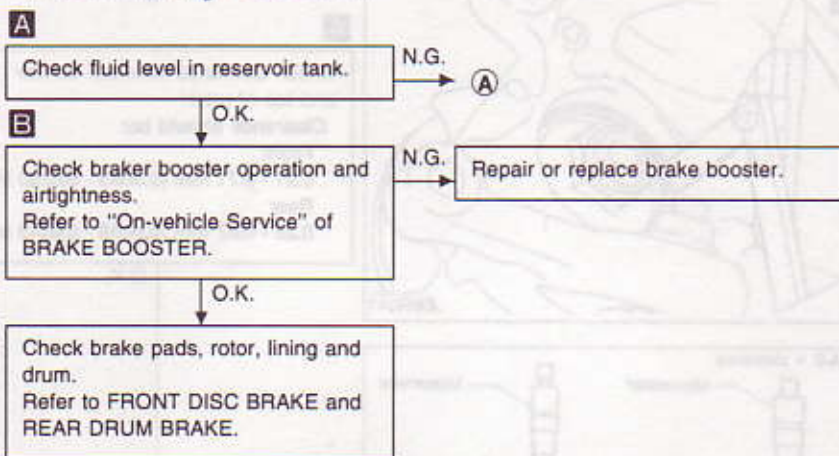 A
Check fluid level in reservoir tank.
N.G.
A
O.K.
B
Check braker booster operation and
airtightness.
Refer to "On-vehicle Service" of
BRAKE BOOSTER.
N.G.
Repair or replace brake booster.
O.K.
Check brake pads, rotor, lining and
drum.
Refer to FRONT DISC BRAKE and
REAR DRUM BRAKE.